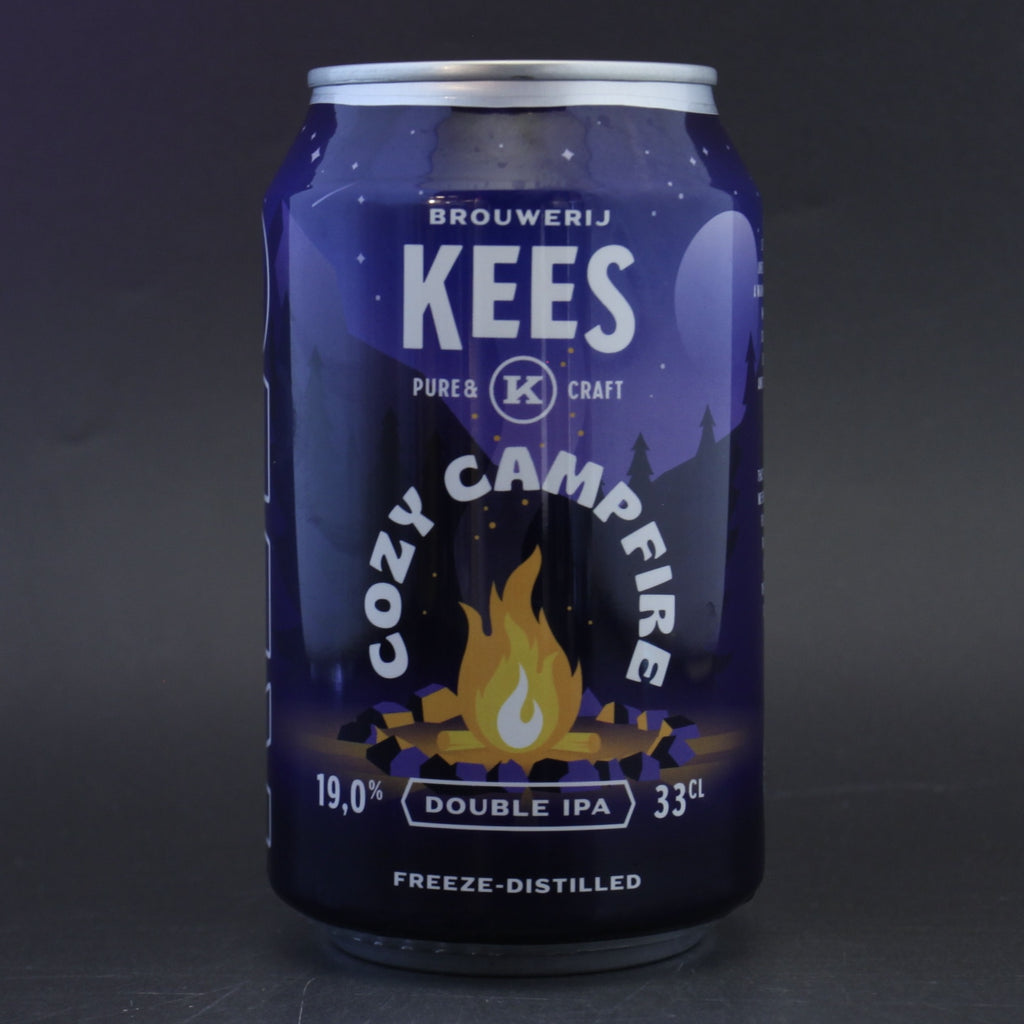 BROUWERIJ
KEES
PURE & K CRAFT
COZY CAMPFIRE
19,0% DOUBLE IPA 33CL
FREEZE-DISTILLED